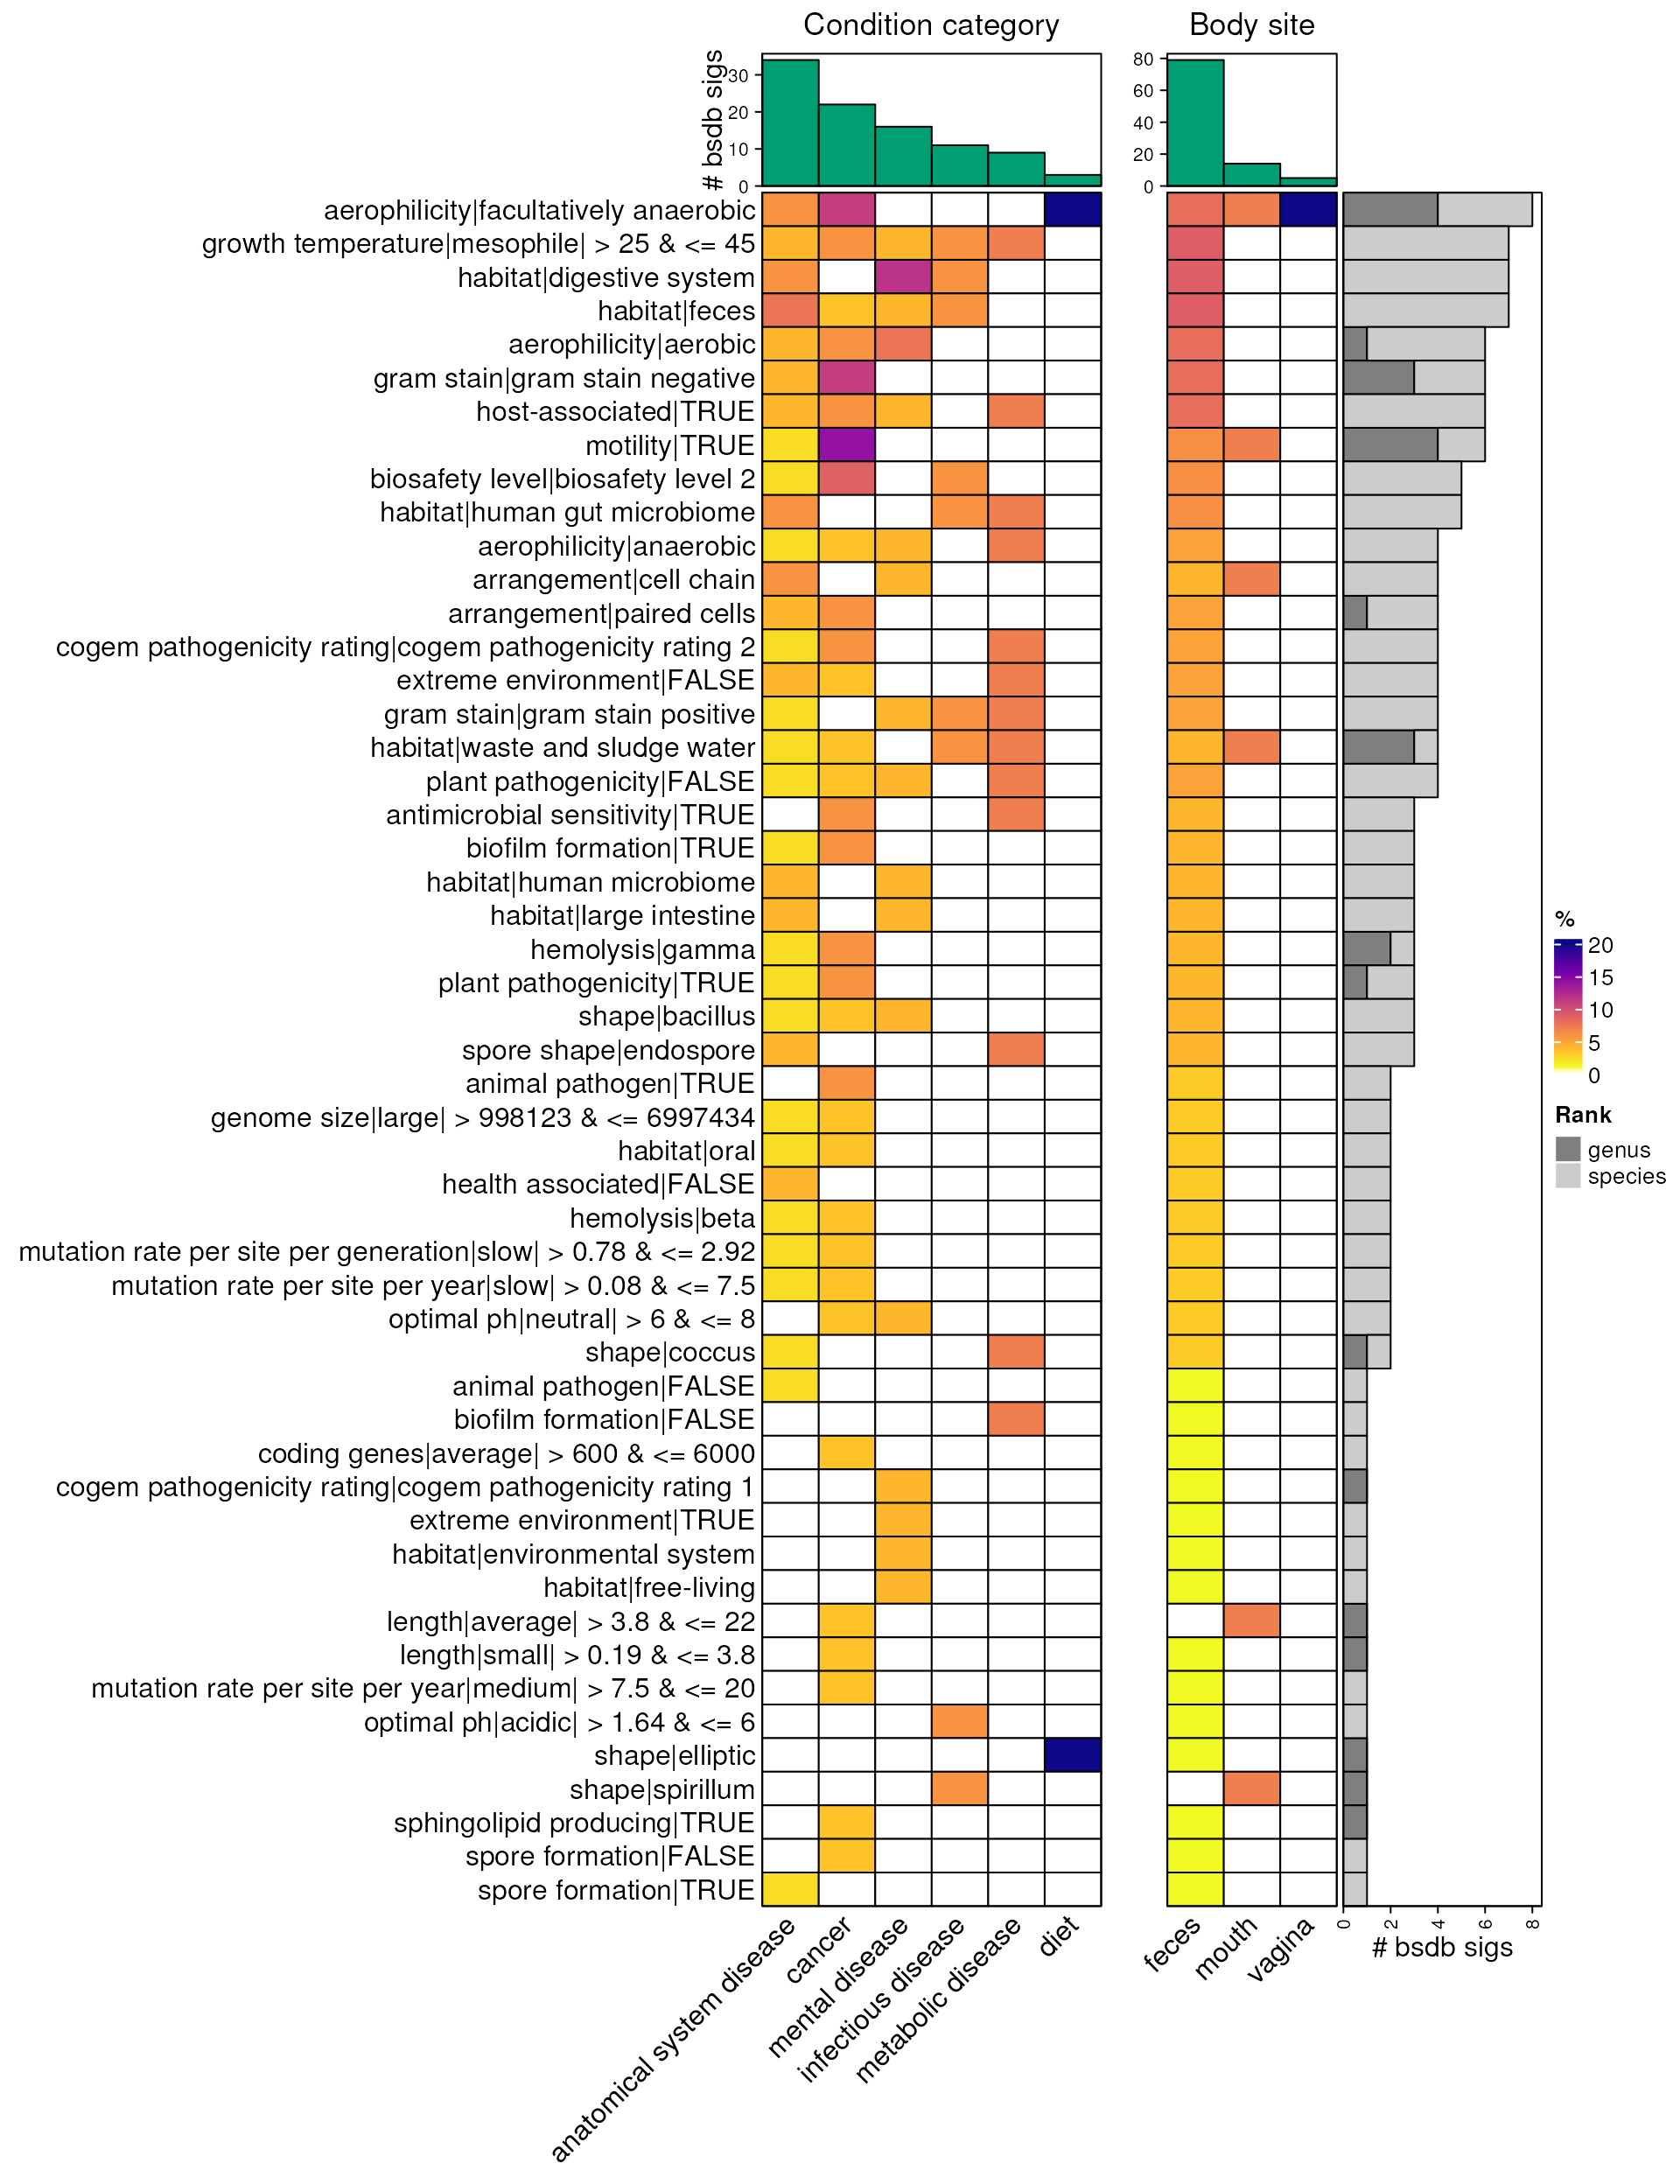 Condition category
Body site
# bsdb sigs
30
20
10
0
80
60
40
20
0
aerophilicity|facultatively anaerobic
growth temperature|mesophile| > 25 & <= 45
habitat|digestive system
habitat|feces
aerophilicity|aerobic
gram stain|gram stain negative
host-associated|TRUE
motility|TRUE
biosafety level|biosafety level 2
habitat|human gut microbiome
aerophilicity|anaerobic
arrangement|cell chain
arrangement|paired cells
cogem pathogenicity rating|cogem pathogenicity rating 2
extreme environment|FALSE
gram stain|gram stain positive
habitat|waste and sludge water
plant pathogenicity|FALSE
antimicrobial sensitivity|TRUE
biofilm formation|TRUE
habitat|human microbiome
habitat|large intestine
hemolysis|gamma
plant pathogenicity|TRUE
shape|bacillus
spore shape|endospore
animal pathogen|TRUE
genome size|large| > 998123 & <= 6997434
habitat|oral
health associated|FALSE
hemolysis|beta
mutation rate per site per generation|slow| > 0.78 & <= 2.92
mutation rate per site per year|slow| > 0.08 & <= 7.5
optimal ph|neutral| > 6 & <= 8
shape|coccus
animal pathogen|FALSE
biofilm formation|FALSE
coding genes|average| > 600 & <= 6000
cogem pathogenicity rating|cogem pathogenicity rating 1
extreme environment|TRUE
habitat|environmental system
habitat|free-living
length|average| > 3.8 & <= 22
length|small| > 0.19 & <= 3.8
mutation rate per site per year|medium| > 7.5 & <= 20
optimal ph|acidic| > 1.64 & <= 6
shape|elliptic
shape|spirillum
sphingolipid producing|TRUE
spore formation|FALSE
spore formation|TRUE
anatomical system disease
cancer
mental disease
infectious disease
metabolic disease
diet
feces
mouth
vagina
0
2
4
6
8
# bsdb sigs
%
20
15
10
5
0
Rank
genus
species